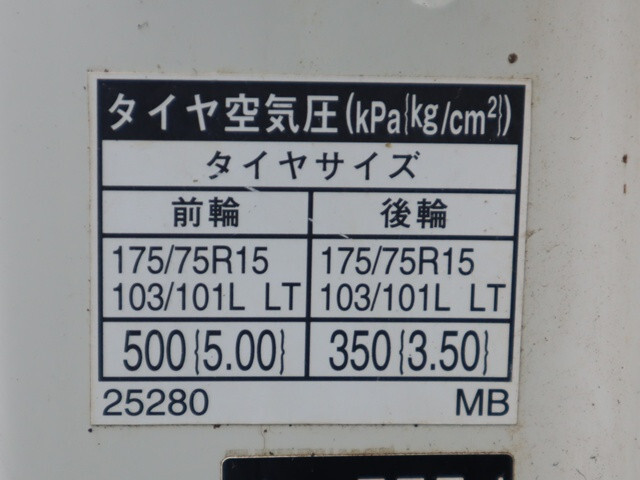 タイヤ空気圧(kPa{kg/cm²})
タイヤサイズ
前輪 後輪
175/75R15 175/75R15
103/101L LT 103/101L LT
500{5.00} 350{3.50}
25280 MB